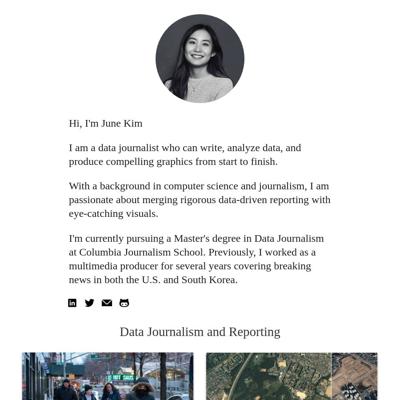 Hi, I'm June Kim
I am a data journalist who can write, analyze data, and
produce compelling graphics from start to finish.
With a background in computer science and journalism, I am
passionate about merging rigorous data-driven reporting with
eye-catching visuals.
I'm currently pursuing a Master's degree in Data Journalism
at Columbia Journalism School. Previously, I worked as a
multimedia producer for several years covering breaking
news in both the U.S. and South Korea.
Data Journalism and Reporting